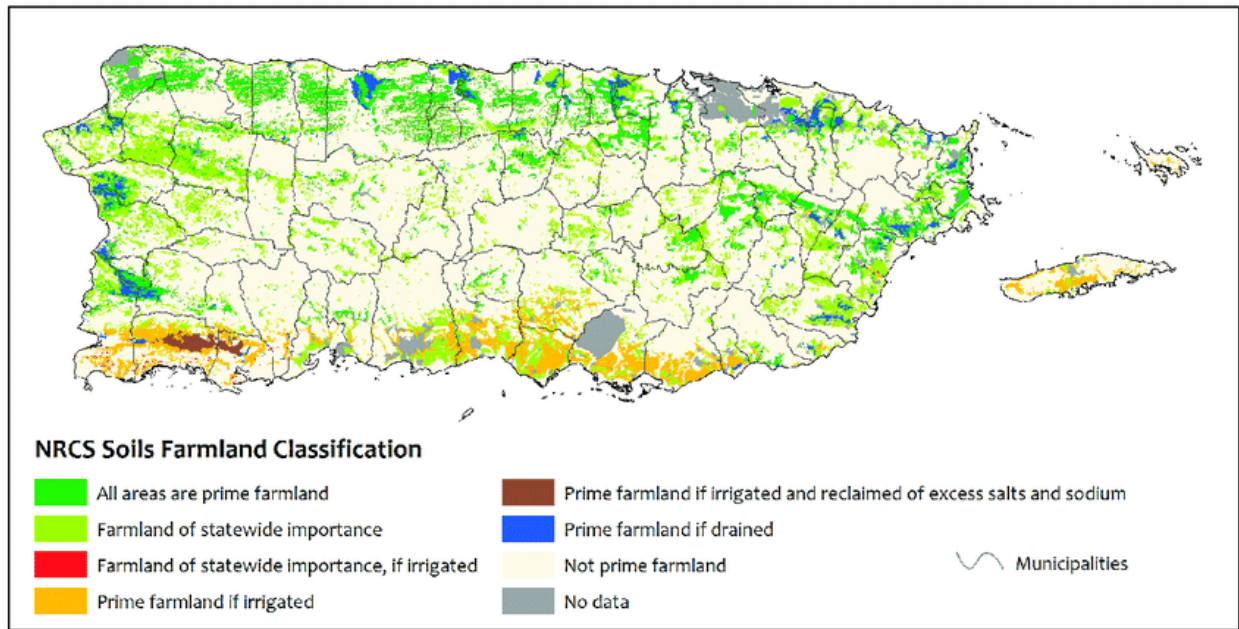 NRCS Soils Farmland Classification
All areas are prime farmland
Farmland of statewide importance
Farmland of statewide importance, if irrigated
Prime farmland if irrigated
Prime farmland if irrigated and reclaimed of excess salts and sodium
Prime farmland if drained
Not prime farmland
No data
Municipalities